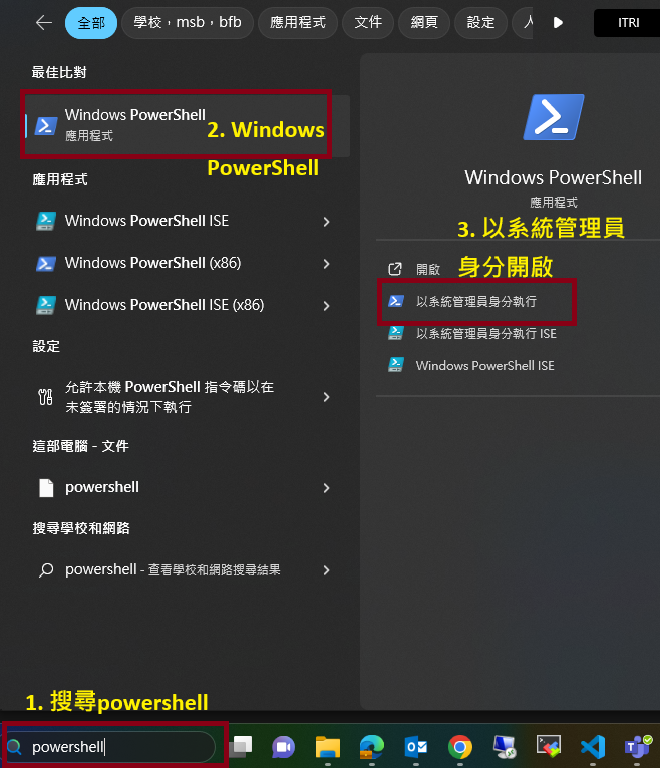 全部
學校，msb，bfb
應用程式
文件
網頁
設定
ITRI
最佳比對
Windows PowerShell
應用程式
2. Windows
PowerShell
應用程式
Windows PowerShell ISE
Windows PowerShell (x86)
Windows PowerShell ISE (x86)
設定
允許本機 PowerShell 指令碼以在
未簽署的情況下執行
這部電腦 - 文件
powershell
搜尋學校和網路
powershell - 查看學校和網路搜尋結果
Windows PowerShell
應用程式
3. 以系統管理員
身分開啟
開啟
以系統管理員身分執行
以系統管理員身分執行 ISE
Windows PowerShell ISE
1. 搜尋powershell
powershell